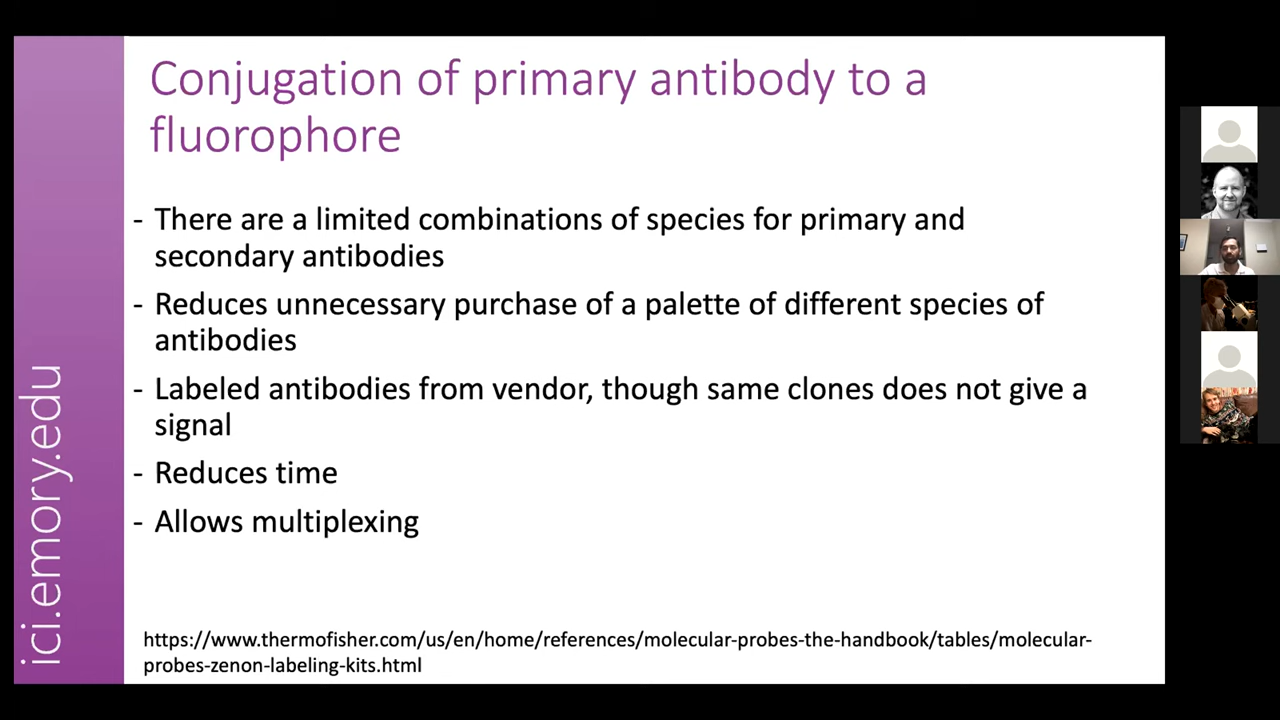 Conjugation of primary antibody to a
fluorophore
- There are a limited combinations of species for primary and
secondary antibodies
- Reduces unnecessary purchase of a palette of different species of
antibodies
- Labeled antibodies from vendor, though same clones does not give a
signal
- Reduces time
- Allows multiplexing
https://www.thermofisher.com/us/en/home/references/molecular-probes-the-handbook/tables/molecular-
probes-zenon-labeling-kits.html
ici.emory.edu